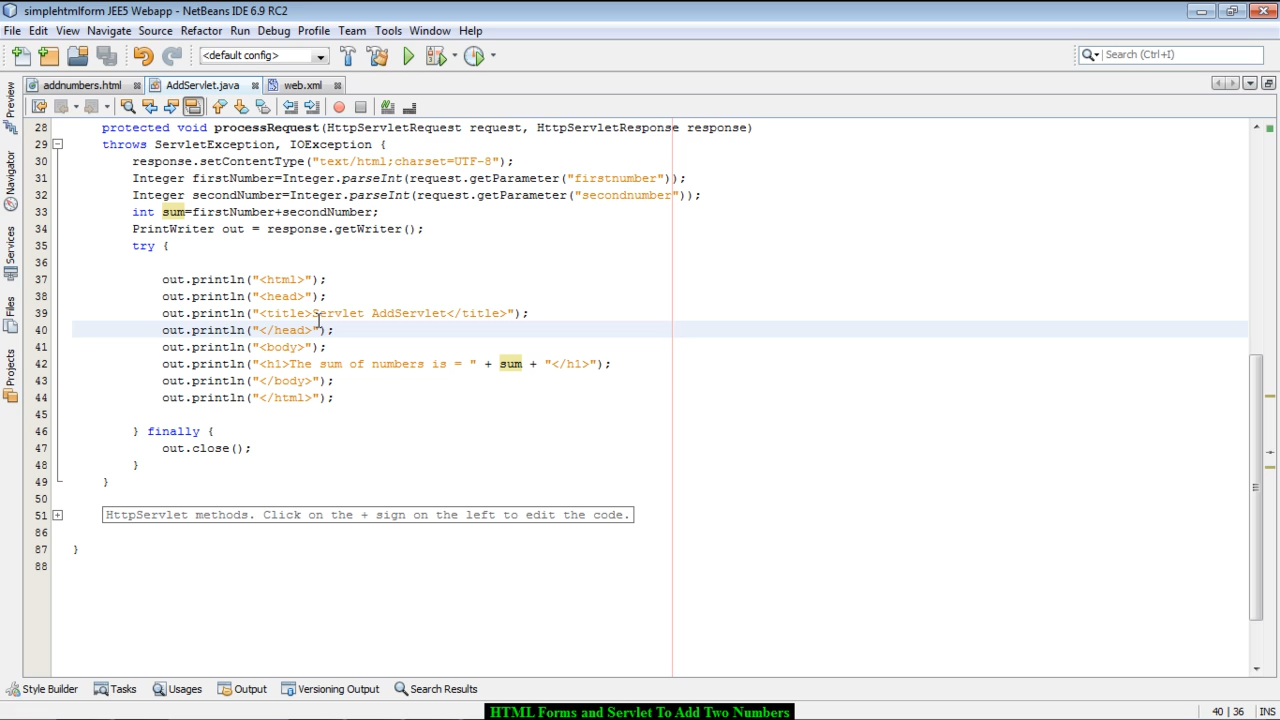 simplehtmlform JEE5 Webapp - NetBeans IDE 6.9 RC2
File Edit View Navigate Source Refactor Run Debug Profile Team Tools Window Help
<default config>
Search (Ctrl+I)
addnumbers.html AddServlet.java web.xml
Preview
Navigator
Services
Files
Projects
28 protected void processRequest(HttpServletRequest request, HttpServletResponse response)
29 throws ServletException, IOException {
30 response.setContentType("text/html;charset=UTF-8");
31 Integer firstNumber=Integer.parseInt(request.getParameter("firstnumber"));
32 Integer secondNumber=Integer.parseInt(request.getParameter("secondnumber"));
33 int sum=firstNumber+secondNumber;
34 PrintWriter out = response.getWriter();
35 try {
36
37 out.println("<html>");
38 out.println("<head>");
39 out.println("<title>Servlet AddServlet</title>");
40 out.println("</head>");
41 out.println("<body>");
42 out.println("<h1>The sum of numbers is = " + sum + "</h1>");
43 out.println("</body>");
44 out.println("</html>");
45
46 } finally {
47 out.close();
48 }
49 }
50
51 HttpServlet methods. Click on the + sign on the left to edit the code.
86
87 }
88
Style Builder Tasks Usages Output Versioning Output Search Results
HTML Forms and Servlet To Add Two Numbers
40 | 36 INS